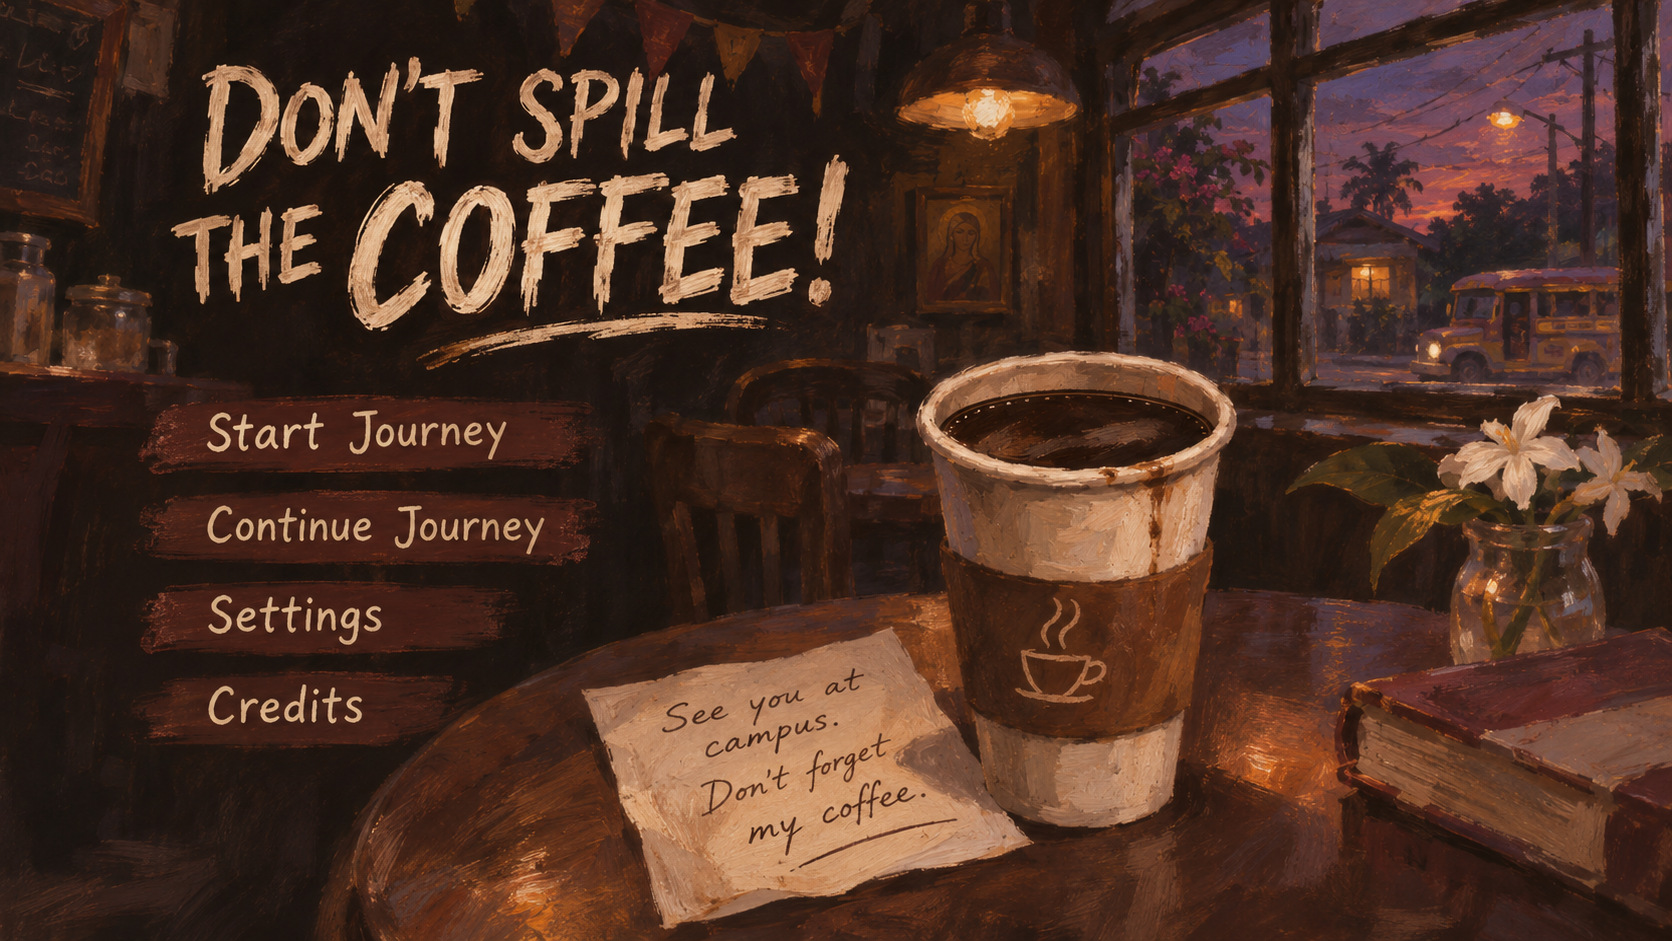 DON'T SPILL
THE COFFEE!
Start Journey
Continue Journey
Settings
Credits
See you at
campus.
Don't forget
my coffee.